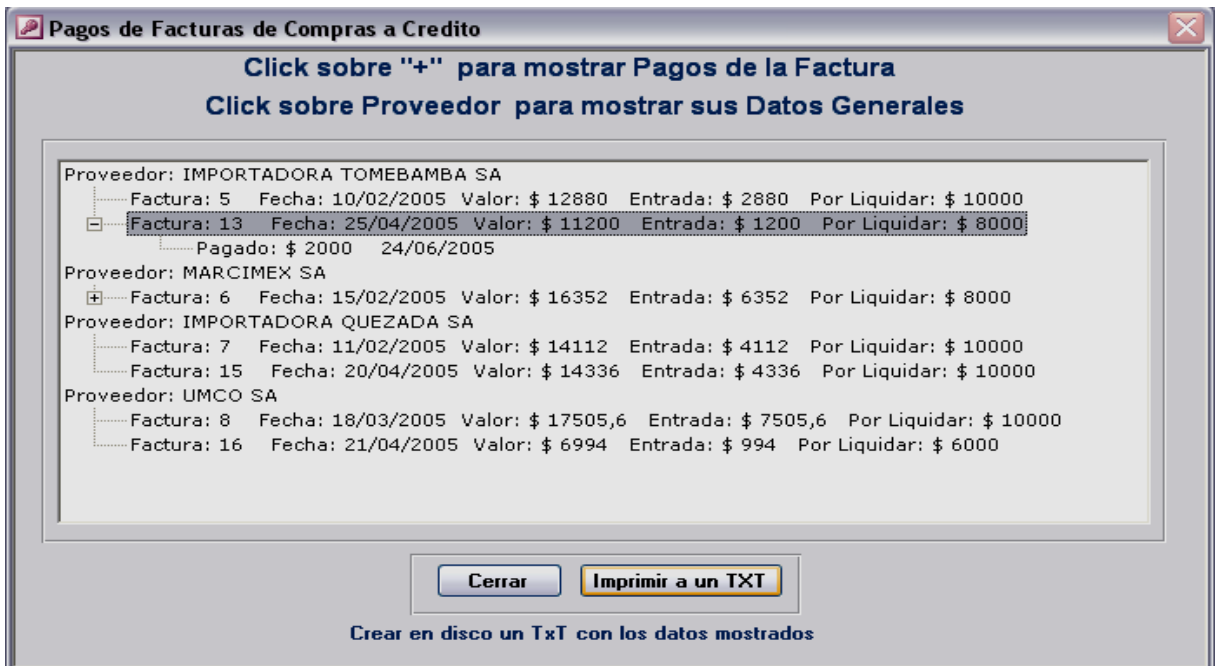 Pagos de Facturas de Compras a Credito
Click sobre "+" para mostrar Pagos de la Factura
Click sobre Proveedor para mostrar sus Datos Generales
Proveedor: IMPORTADORA TOMEBAMBA SA
Factura: 5 Fecha: 10/02/2005 Valor: $ 12880 Entrada: $ 2880 Por Liquidar: $ 10000
Factura: 13 Fecha: 25/04/2005 Valor: $ 11200 Entrada: $ 1200 Por Liquidar: $ 8000
Pagado: $ 2000 24/06/2005
Proveedor: MARCIMEX SA
Factura: 6 Fecha: 15/02/2005 Valor: $ 16352 Entrada: $ 6352 Por Liquidar: $ 8000
Proveedor: IMPORTADORA QUEZADA SA
Factura: 7 Fecha: 11/02/2005 Valor: $ 14112 Entrada: $ 4112 Por Liquidar: $ 10000
Factura: 15 Fecha: 20/04/2005 Valor: $ 14336 Entrada: $ 4336 Por Liquidar: $ 10000
Proveedor: UMCO SA
Factura: 8 Fecha: 18/03/2005 Valor: $ 17505,6 Entrada: $ 7505,6 Por Liquidar: $ 10000
Factura: 16 Fecha: 21/04/2005 Valor: $ 6994 Entrada: $ 994 Por Liquidar: $ 6000
Cerrar Imprimir a un TXT
Crear en disco un TxT con los datos mostrados